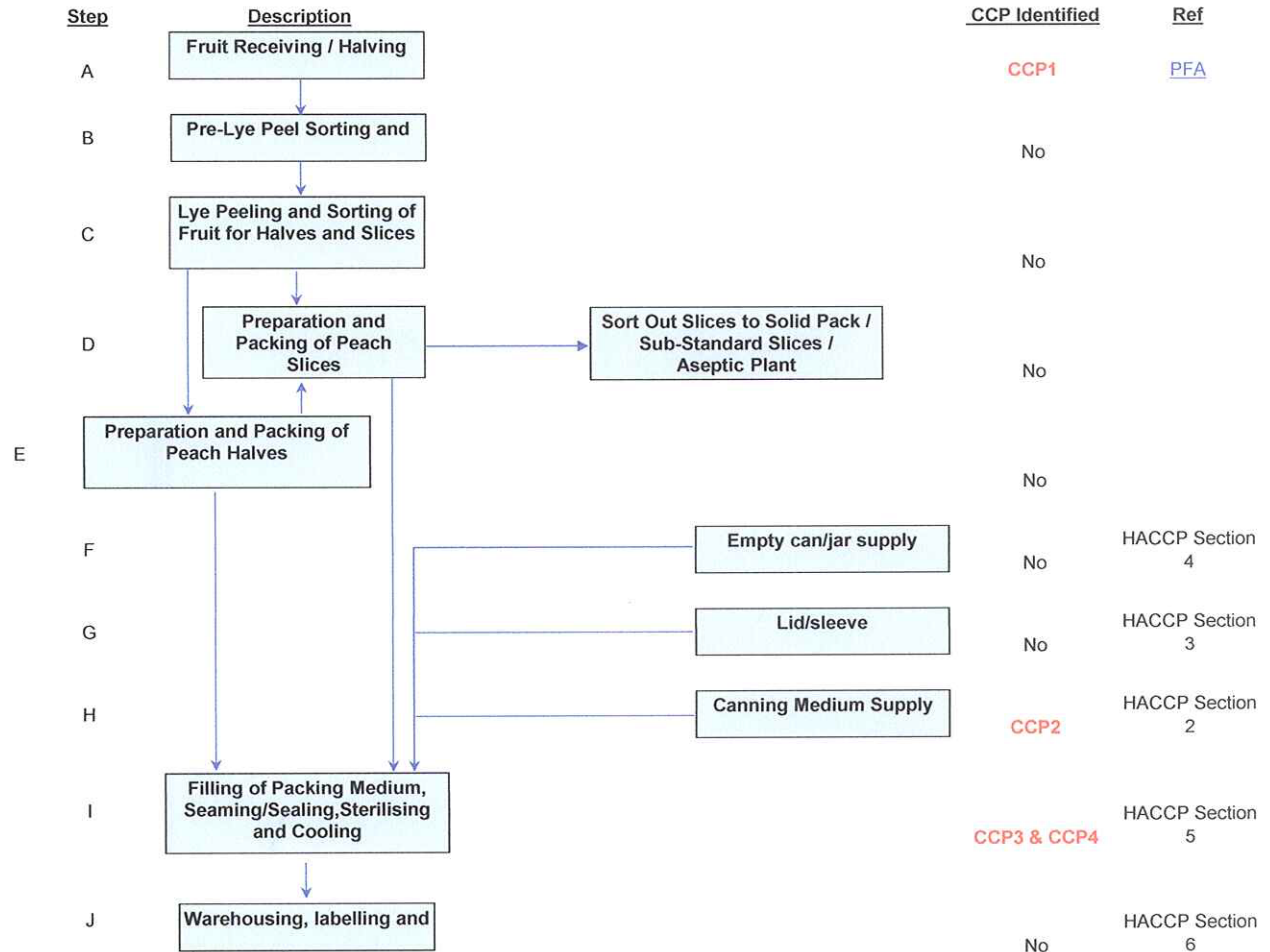 Step Description CCP Identified Ref
Fruit Receiving / Halving
A CCP1 PFA
Pre-Lye Peel Sorting and
B No
Lye Peeling and Sorting of
Fruit for Halves and Slices
C No
Preparation and
Packing of Peach
Slices
Sort Out Slices to Solid Pack /
Sub-Standard Slices /
Aseptic Plant
D No
Preparation and Packing of
Peach Halves
E No
Empty can/jar supply
F No HACCP Section
4
Lid/sleeve
G No HACCP Section
3
Canning Medium Supply
H CCP2 HACCP Section
2
Filling of Packing Medium,
Seaming/Sealing,Sterilising
and Cooling
I CCP3 & CCP4 HACCP Section
5
Warehousing, labelling and
J No HACCP Section
6